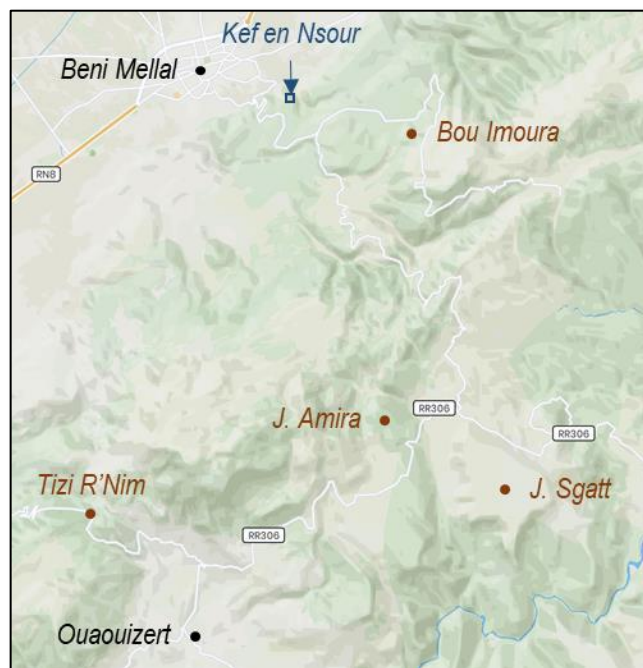 Kef en Nsour
Beni Mellal
Bou Imoura
RN8
J. Amira
RR306
RR306
Tizi R'Nim
J. Sgatt
RR306
Ouaouizert